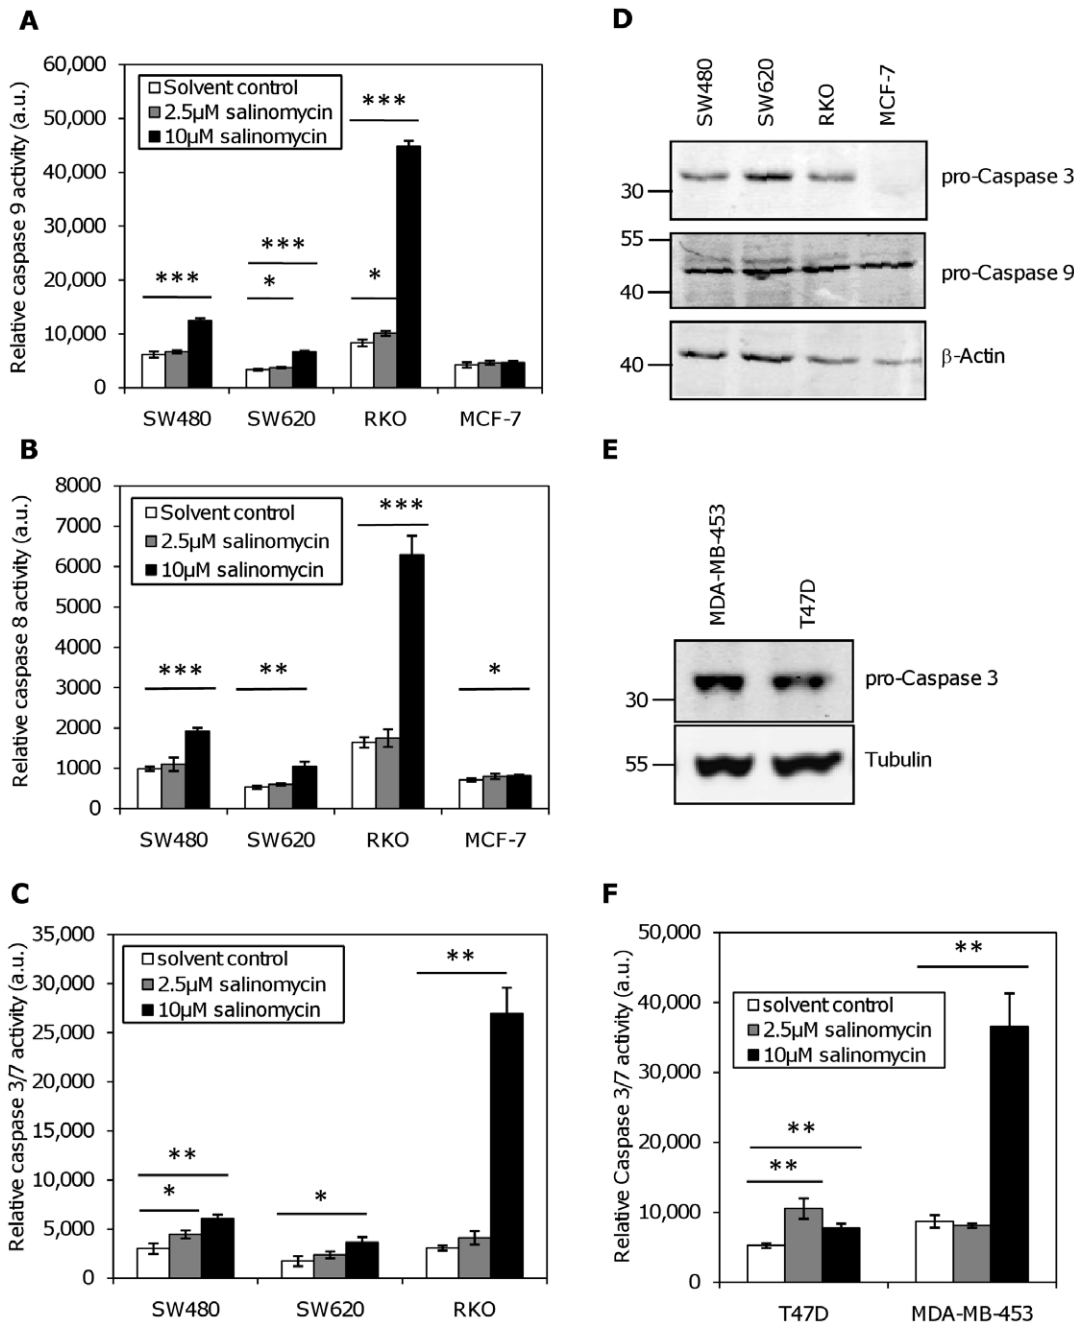 A
Relative caspase 9 activity (a.u.)
60,000
50,000
40,000
30,000
20,000
10,000
0
Solvent control
2.5µM salinomycin
10µM salinomycin
***
***
*
*
***
SW480
SW620
RKO
MCF-7
B
Relative caspase 8 activity (a.u.)
8000
7000
6000
5000
4000
3000
2000
1000
0
Solvent control
2.5µM salinomycin
10µM salinomycin
***
**
***
*
SW480
SW620
RKO
MCF-7
C
Relative caspase 3/7 activity (a.u.)
35,000
30,000
25,000
20,000
15,000
10,000
5,000
0
solvent control
2.5µM salinomycin
10µM salinomycin
**
*
*
**
SW480
SW620
RKO
D
SW480
SW620
RKO
MCF-7
30
pro-Caspase 3
55
40
pro-Caspase 9
40
β-Actin
E
MDA-MB-453
T47D
30
pro-Caspase 3
55
Tubulin
F
Relative Caspase 3/7 activity (a.u.)
50,000
40,000
30,000
20,000
10,000
0
solvent control
2.5µM salinomycin
10µM salinomycin
**
**
**
T47D
MDA-MB-453